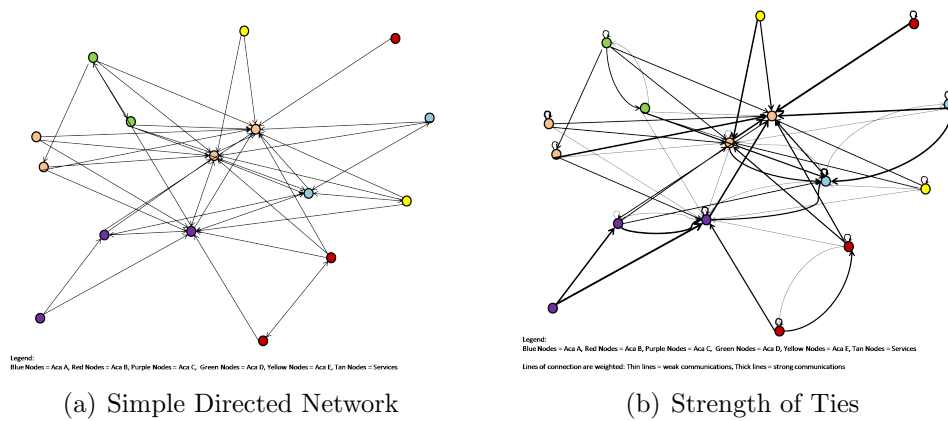 Legend:
Blue Nodes = Aca A, Red Nodes = Aca B, Purple Nodes = Aca C, Green Nodes = Aca D, Yellow Nodes = Aca E, Tan Nodes = Services
(a) Simple Directed Network
Legend:
Blue Nodes = Aca A, Red Nodes = Aca B, Purple Nodes = Aca C, Green Nodes = Aca D, Yellow Nodes = Aca E, Tan Nodes = Services
Lines of connection are weighted: Thin lines = weak communications, Thick lines = strong communications
(b) Strength of Ties